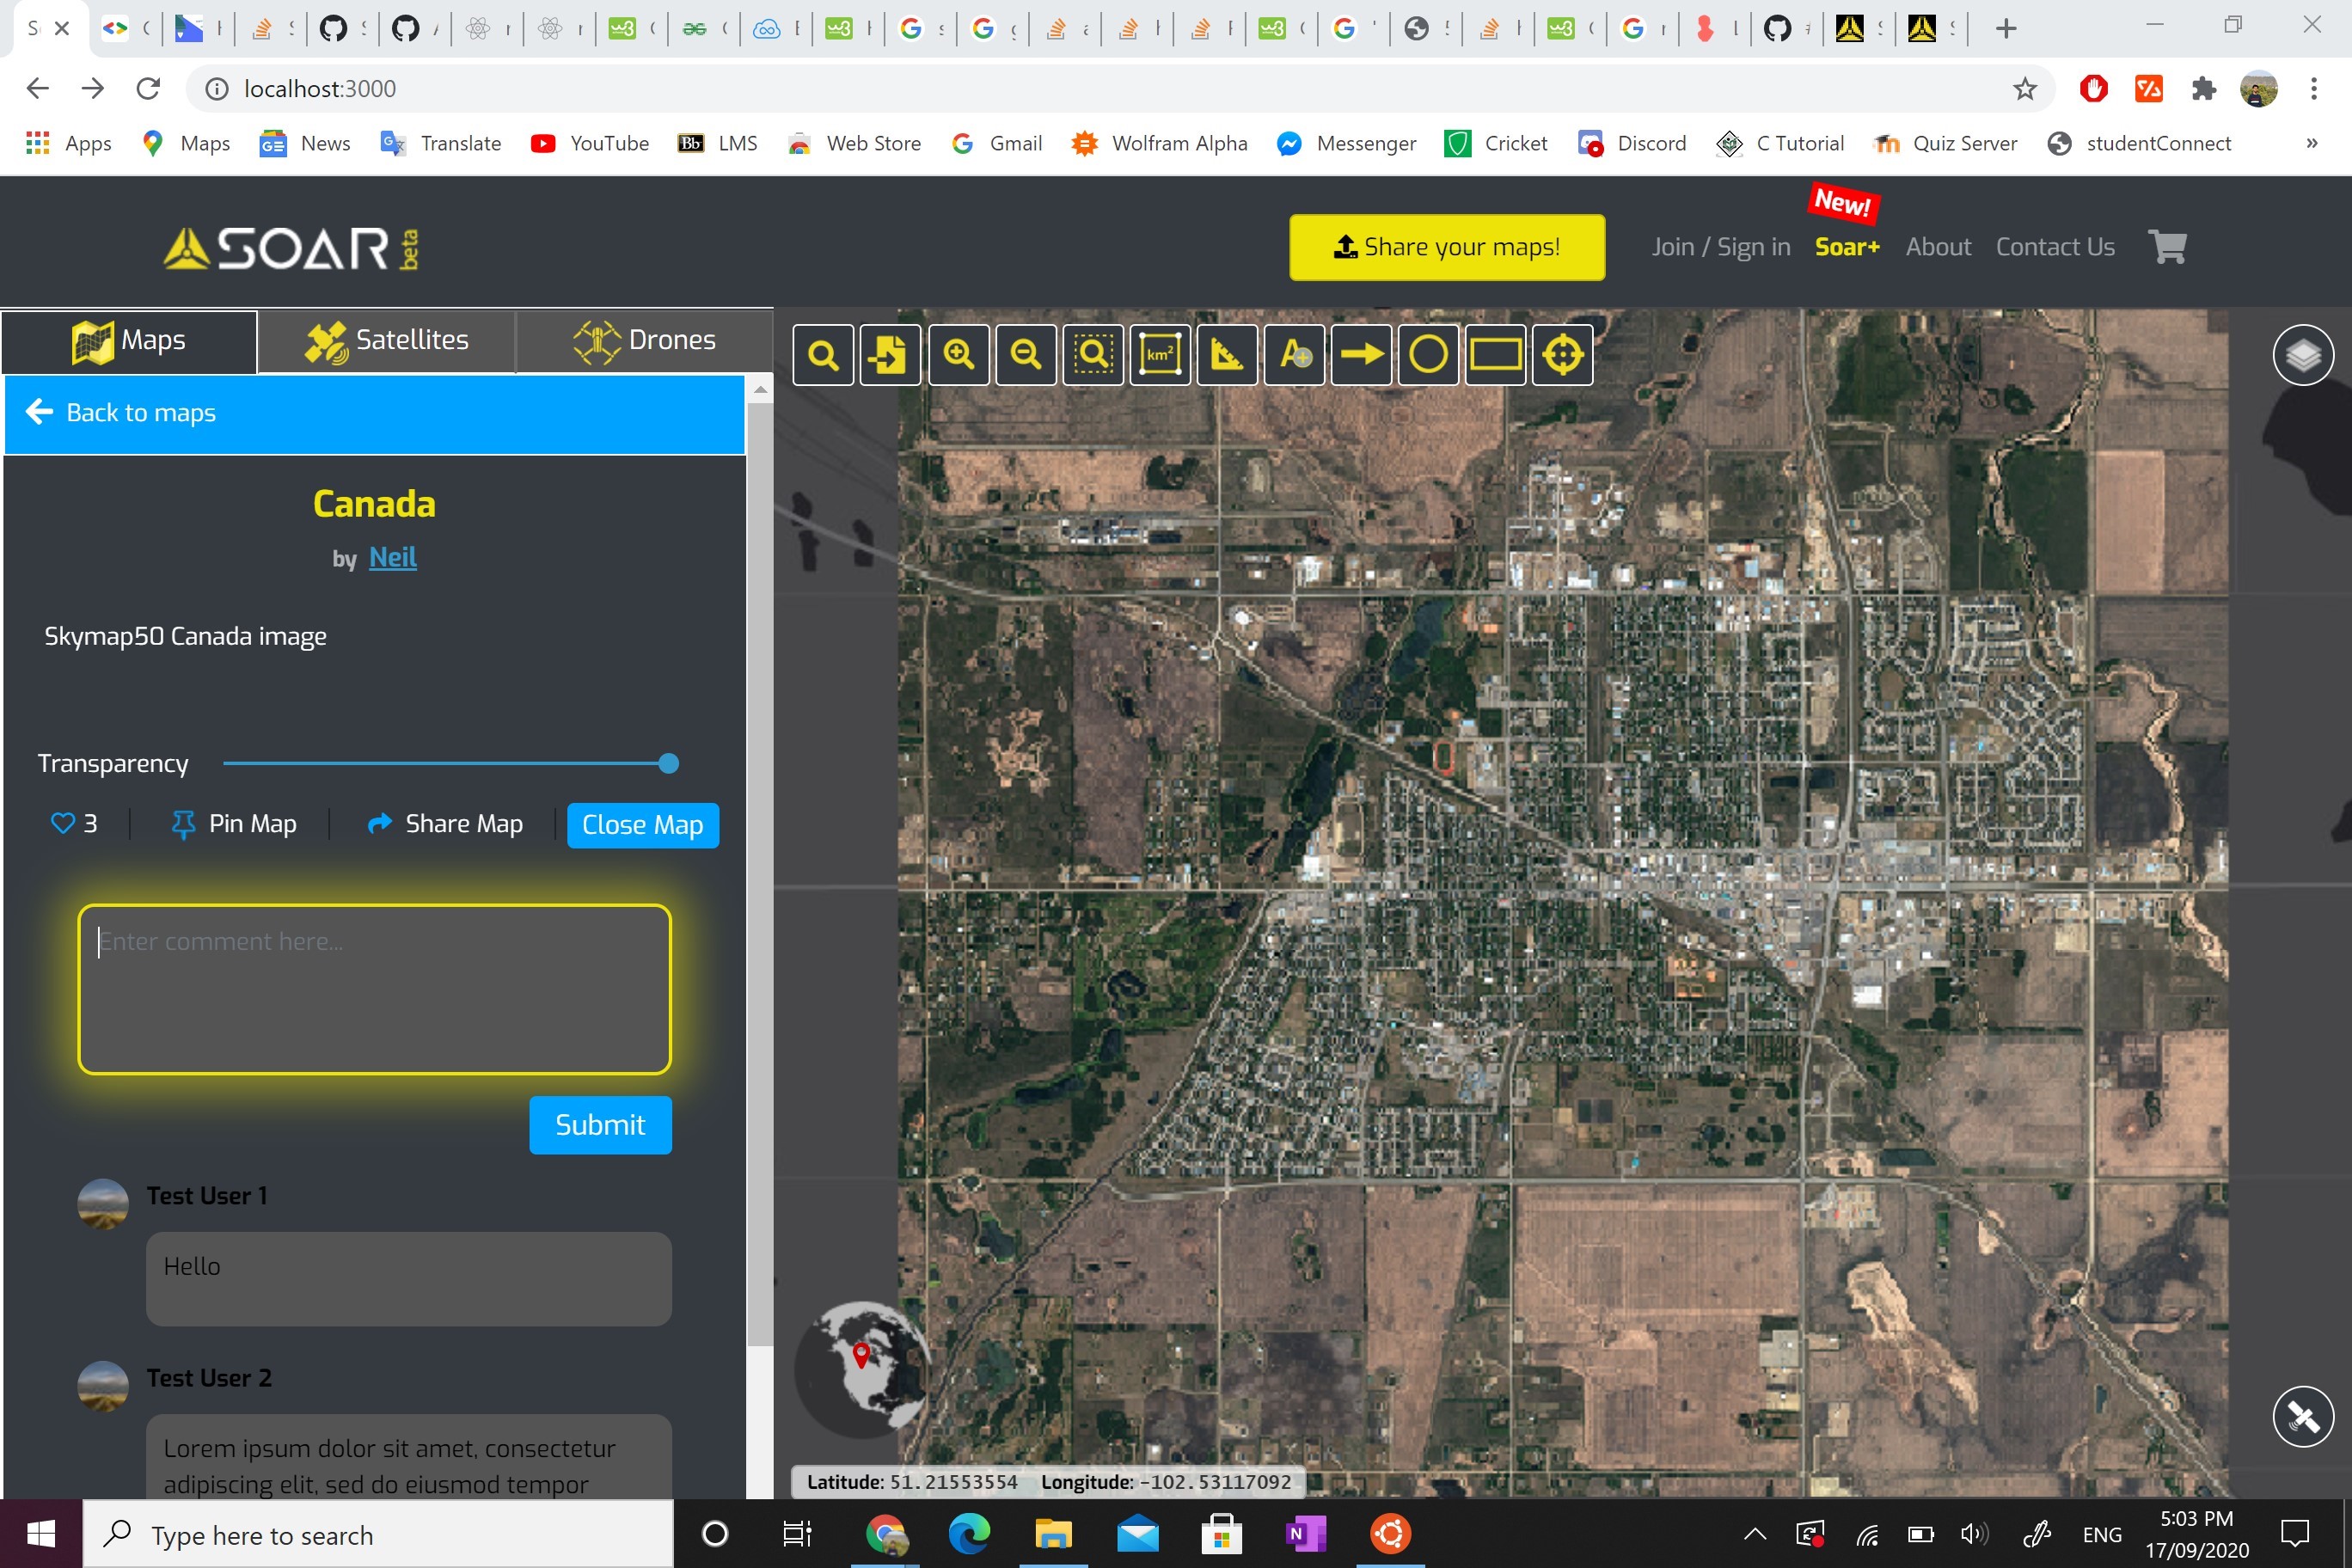 localhost:3000
Apps
Maps
News
Translate
YouTube
Bb
LMS
Web Store
Gmail
Wolfram Alpha
Messenger
Cricket
Discord
C Tutorial
Quiz Server
studentConnect
»
SOAR beta
Share your maps!
Join / Sign in
New!
Soar+
About
Contact Us
Maps
Satellites
Drones
km²
Back to maps
Canada
by Neil
Skymap50 Canada image
Transparency
3
Pin Map
Share Map
Close Map
Enter comment here...
Submit
Test User 1
Hello
Test User 2
Lorem ipsum dolor sit amet, consectetur
adipiscing elit, sed do eiusmod tempor
Latitude: 51.21553554 Longitude: -102.53117092
Type here to search
ENG
5:03 PM
17/09/2020